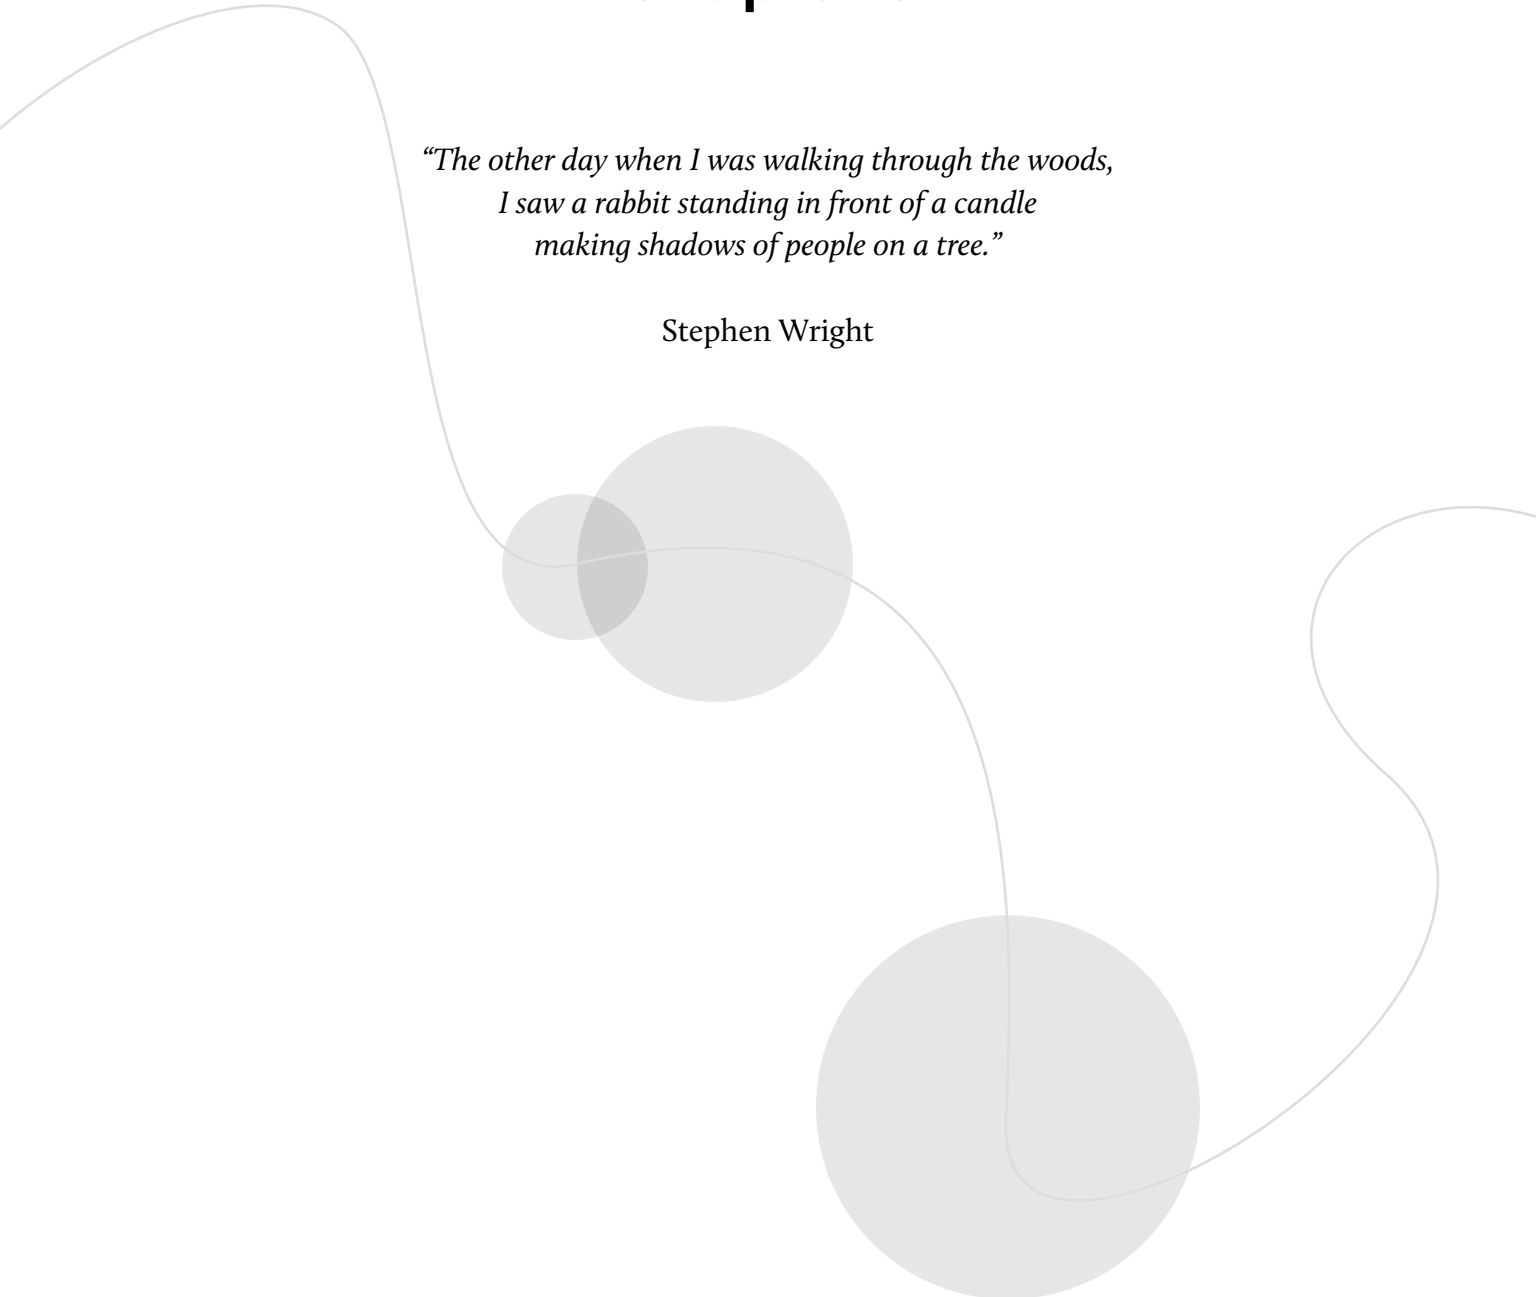 “The other day when I was walking through the woods,
I saw a rabbit standing in front of a candle
making shadows of people on a tree.”
Stephen Wright